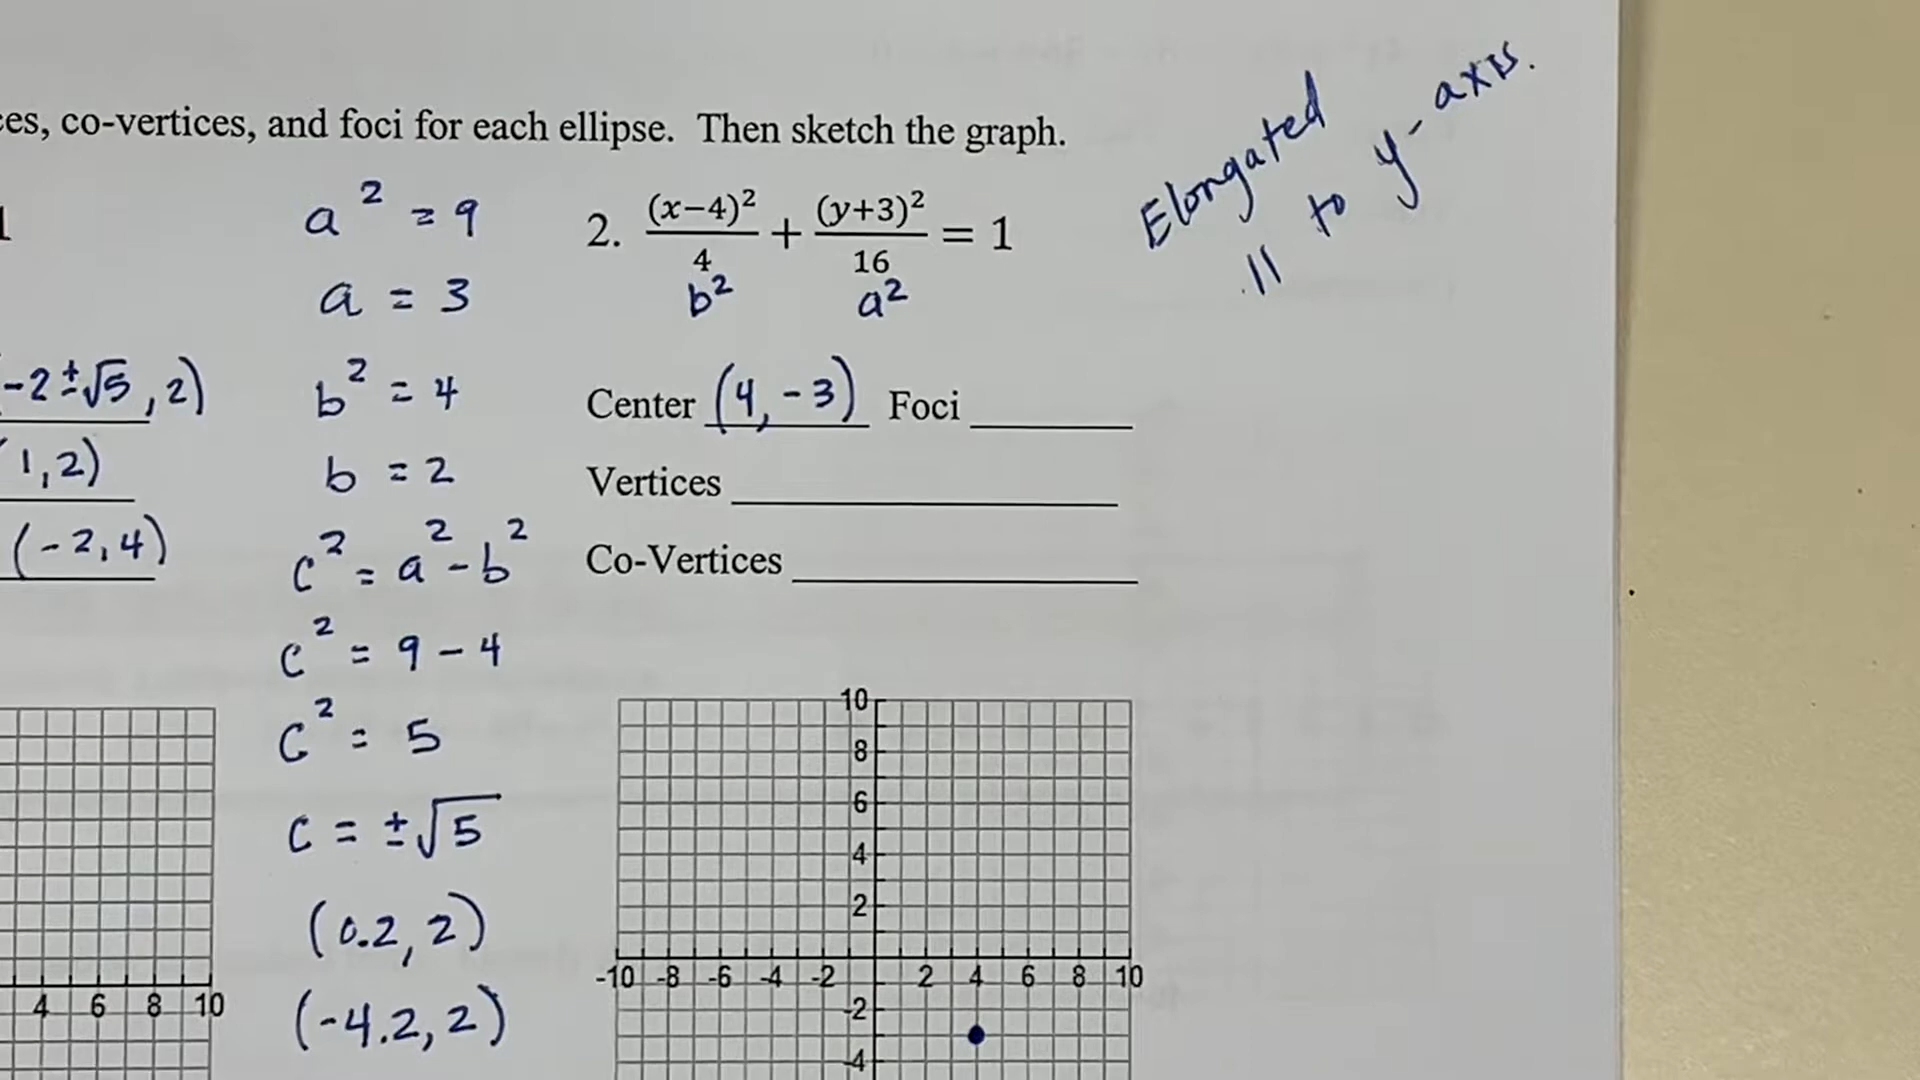 es, co-vertices, and foci for each ellipse. Then sketch the graph.
Elongated
|| to y-axis.
1
(-2±√5, 2)
1,2)
(-2,4)
4 6 8 10
a² = 9
a = 3
b² = 4
b = 2
c² = a² - b²
c² = 9 - 4
c² = 5
c = ±√5
(0.2, 2)
(-4.2, 2)
2. (x−4)²/4 + (y+3)²/16 = 1
b² a²
Center (4, -3) Foci
Vertices
Co-Vertices
10
8
6
4
2
-10 -8 -6 -4 -2 2 4 6 8 10
-2
-4